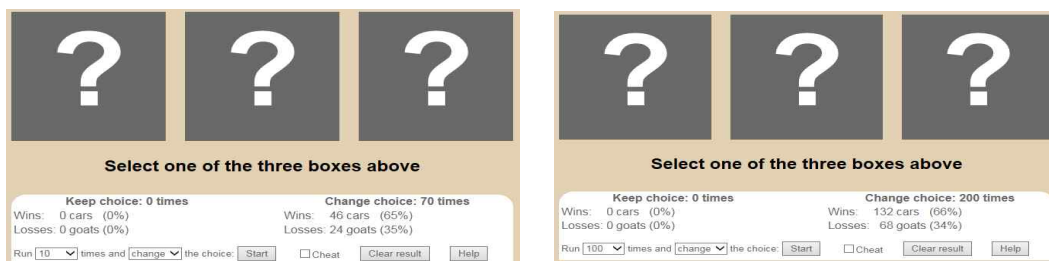 ? ? ?
Select one of the three boxes above
Keep choice: 0 times Change choice: 70 times
Wins: 0 cars (0%) Wins: 46 cars (65%)
Losses: 0 goats (0%) Losses: 24 goats (35%)
Run 10 times and change the choice: Start Cheat Clear result Help
? ? ?
Select one of the three boxes above
Keep choice: 0 times Change choice: 200 times
Wins: 0 cars (0%) Wins: 132 cars (66%)
Losses: 0 goats (0%) Losses: 68 goats (34%)
Run 100 times and change the choice: Start Cheat Clear result Help